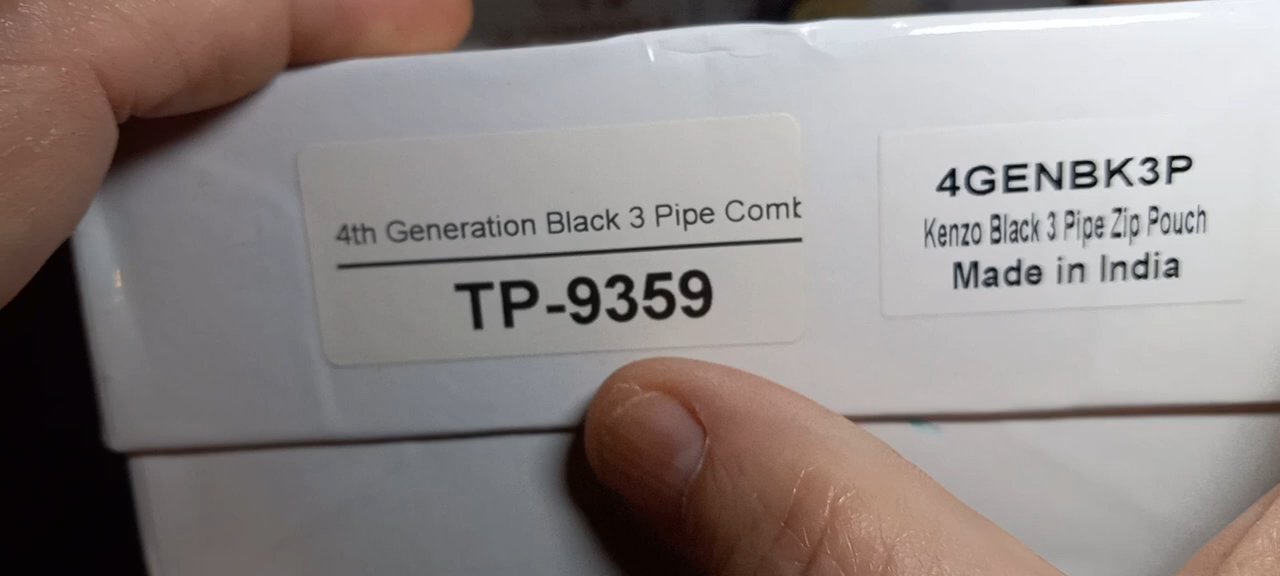 4th Generation Black 3 Pipe Comb
TP-9359
4GENBK3P
Kenzo Black 3 Pipe Zip Pouch
Made in India